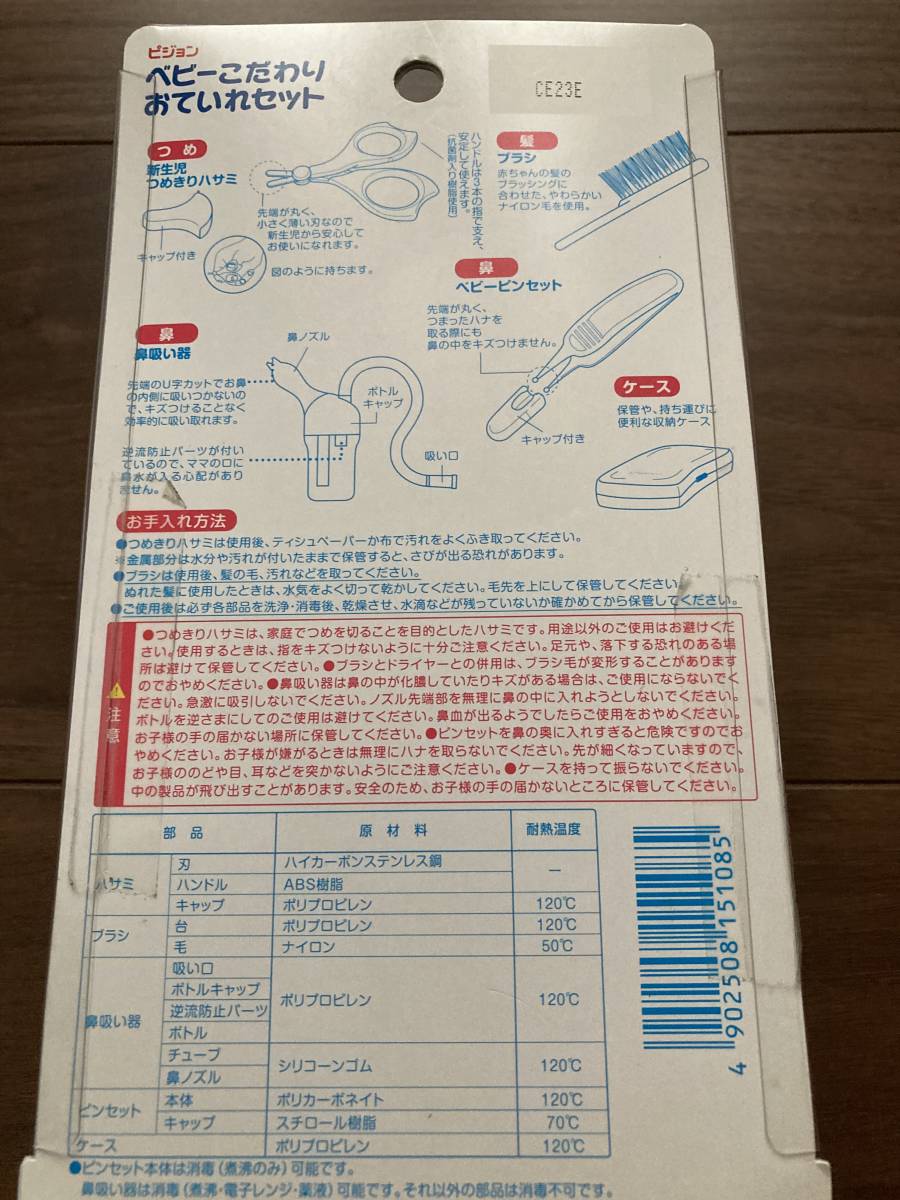 ピジョン
ベビーこだわり
おていれセット
CE23E
つめ
新生児
つめきりハサミ
キャップ付き
先端が丸く、
小さく薄い刃なので
新生児から安心して
お使いになれます。
図のように持ちます。
ハンドルは3本の指で支え、
安定して使えます。
(抗菌剤入り樹脂使用)
髪
ブラシ
赤ちゃんの髪の
ブラッシングに
合わせた、やわらかい
ナイロン毛を使用。
鼻
ベビーピンセット
先端が丸く、
つまったハナを
取る際にも
鼻の中をキズつけません。
キャップ付き
鼻
鼻吸い器
鼻ノズル
先端のU字カットでお鼻
の内側に吸いつかないの
で、キズつけることなく
効率的に吸い取れます。
ボトル
キャップ
逆流防止パーツが付い
ているので、ママの口に
鼻水が入る心配があり
ません。
吸い口
ケース
保管や、持ち運びに
便利な収納ケース
お手入れ方法
●つめきりハサミは使用後、ティシュペーパーか布で汚れをよくふき取ってください。
※金属部分は水分や汚れが付いたままで保管すると、さびが出る恐れがあります。
●ブラシは使用後、髪の毛、汚れなどを取ってください。
ぬれた髪に使用したときは、水気をよく切って乾かしてください。毛先を上にして保管してください。
●ご使用後は必ず各部品を洗浄・消毒後、乾燥させ、水滴などが残っていないか確かめてから保管してください。
注意
●つめきりハサミは、家庭でつめを切ることを目的としたハサミです。用途以外のご使用はお避けくだ
さい。使用するときは、指をキズつけないように十分ご注意ください。足元や、落下する恐れのある場
所は避けて保管してください。●ブラシとドライヤーとの併用は、ブラシ毛が変形することがあります
のでおやめください。●鼻吸い器は鼻の中が化膿していたりキズがある場合は、ご使用にならないでく
ださい。急激に吸引しないでください。ノズル先端部を無理に鼻の中に入れようとしないでください。
ボトルを逆さまにしてのご使用は避けてください。鼻血が出るようでしたらご使用をおやめください。
お子様の手の届かない場所に保管してください。●ピンセットを鼻の奥に入れすぎると危険ですのでお
やめください。お子様が嫌がるときは無理にハナを取らないでください。先が細くなっていますので、
お子様ののどや目、耳などを突かないようにご注意ください。●ケースを持って振らないでください。
中の製品が飛び出すことがあります。安全のため、お子様の手の届かないところに保管してください。
部品 原材料 耐熱温度
ハサミ 刃 ハイカーボンステンレス鋼 ー
ハンドル ABS樹脂
キャップ ポリプロピレン 120℃
ブラシ 台 ポリプロピレン 120℃
毛 ナイロン 50℃
鼻吸い器 吸い口
ボトルキャップ
逆流防止パーツ ポリプロピレン 120℃
ボトル
チューブ シリコーンゴム 120℃
鼻ノズル
ピンセット 本体 ポリカーボネイト 120℃
キャップ スチロール樹脂 70℃
ケース ポリプロピレン 120℃
●ピンセット本体は消毒(煮沸のみ)可能です。
鼻吸い器は消毒(煮沸・電子レンジ・薬液)可能です。それ以外の部品は消毒不可です。
4 902508 151085